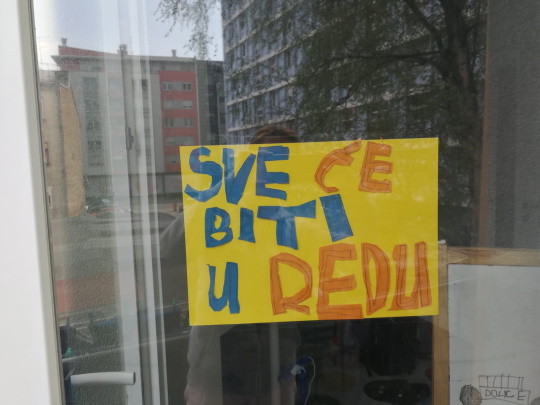 SVE ĆE
BITI
U REDU